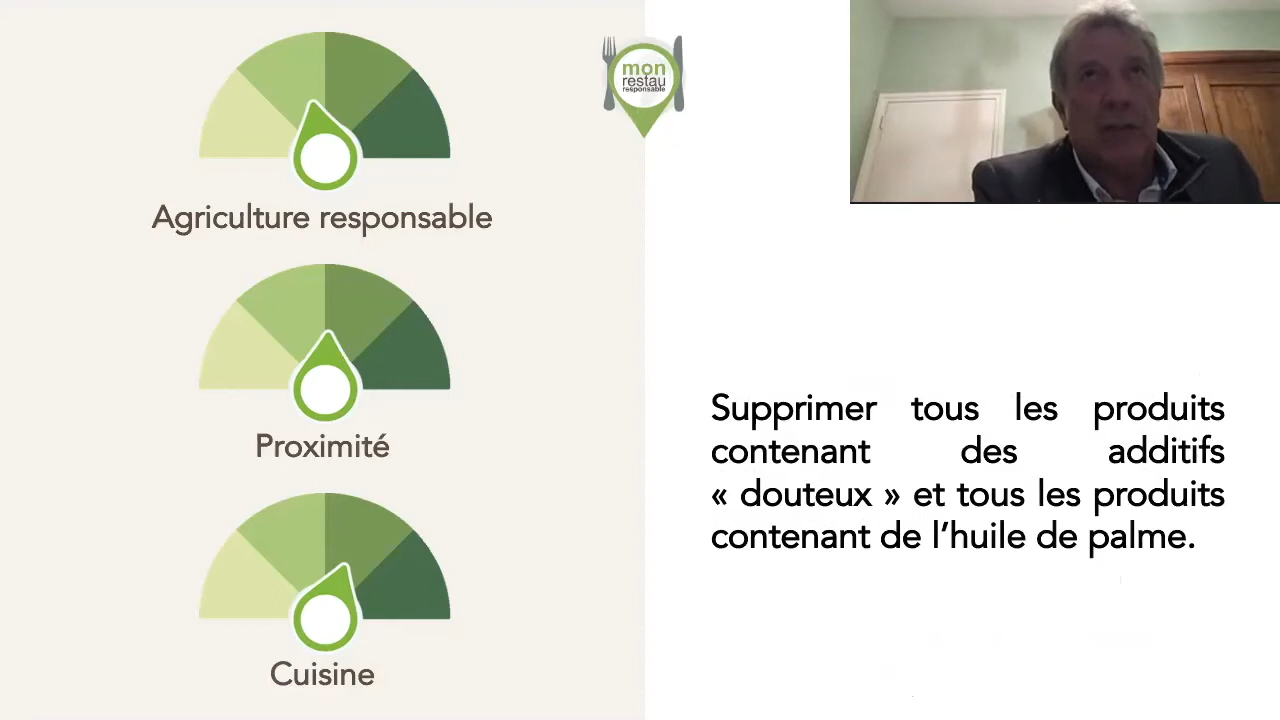 mon
restau
responsable
Agriculture responsable
Proximité
Cuisine
Supprimer tous les produits
contenant des additifs
« douteux » et tous les produits
contenant de l’huile de palme.